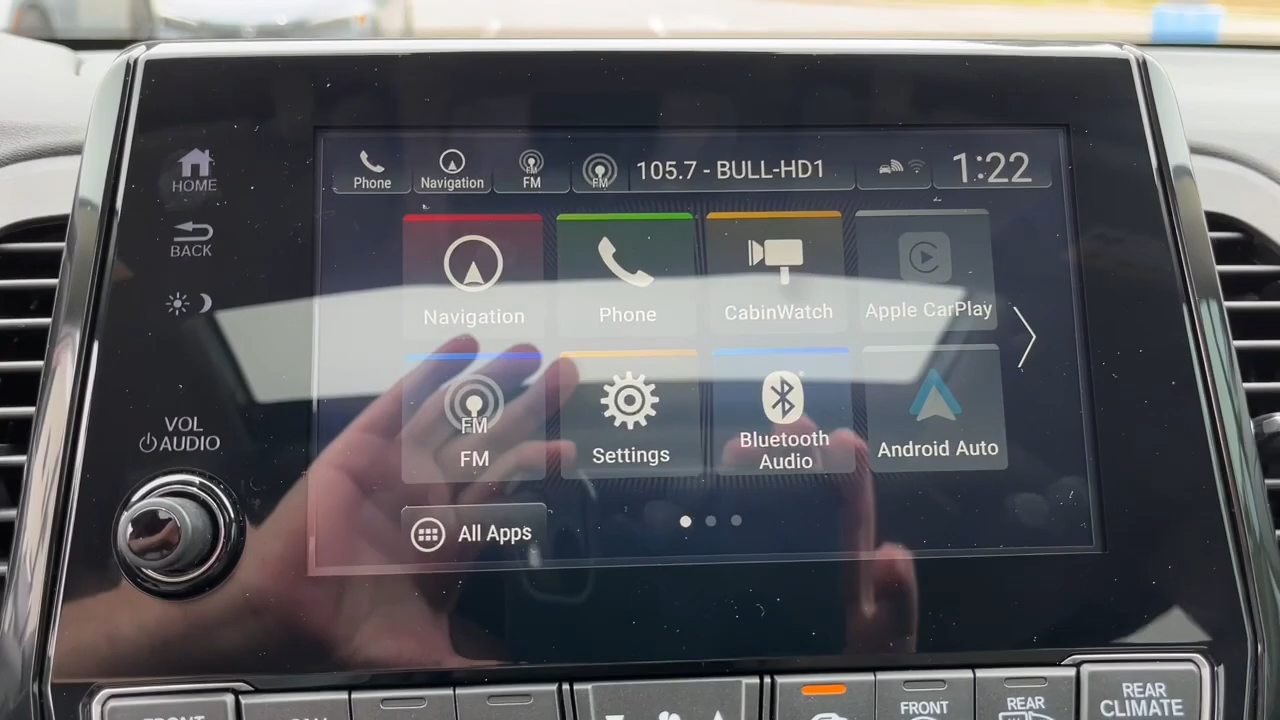 HOME
BACK
VOL
AUDIO
Phone
Navigation
FM
FM
FM
105.7 - BULL-HD1
1:22
Navigation
Phone
CabinWatch
Apple CarPlay
FM
FM
Settings
Bluetooth
Audio
Android Auto
All Apps
FRONT
REAR
REAR
CLIMATE